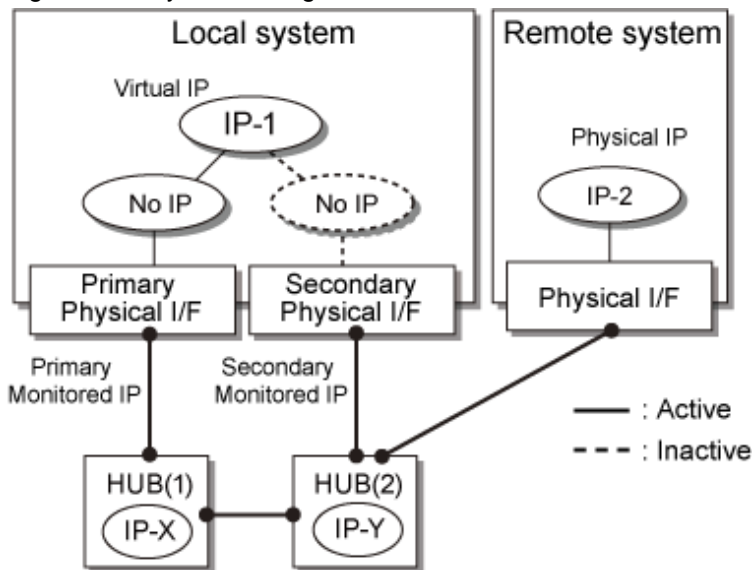 Local system
Remote system
Virtual IP
IP-1
Physical IP
No IP
No IP
IP-2
Primary
Physical I/F
Secondary
Physical I/F
Physical I/F
Primary
Monitored IP
Secondary
Monitored IP
: Active
: Inactive
HUB(1)
IP-X
HUB(2)
IP-Y